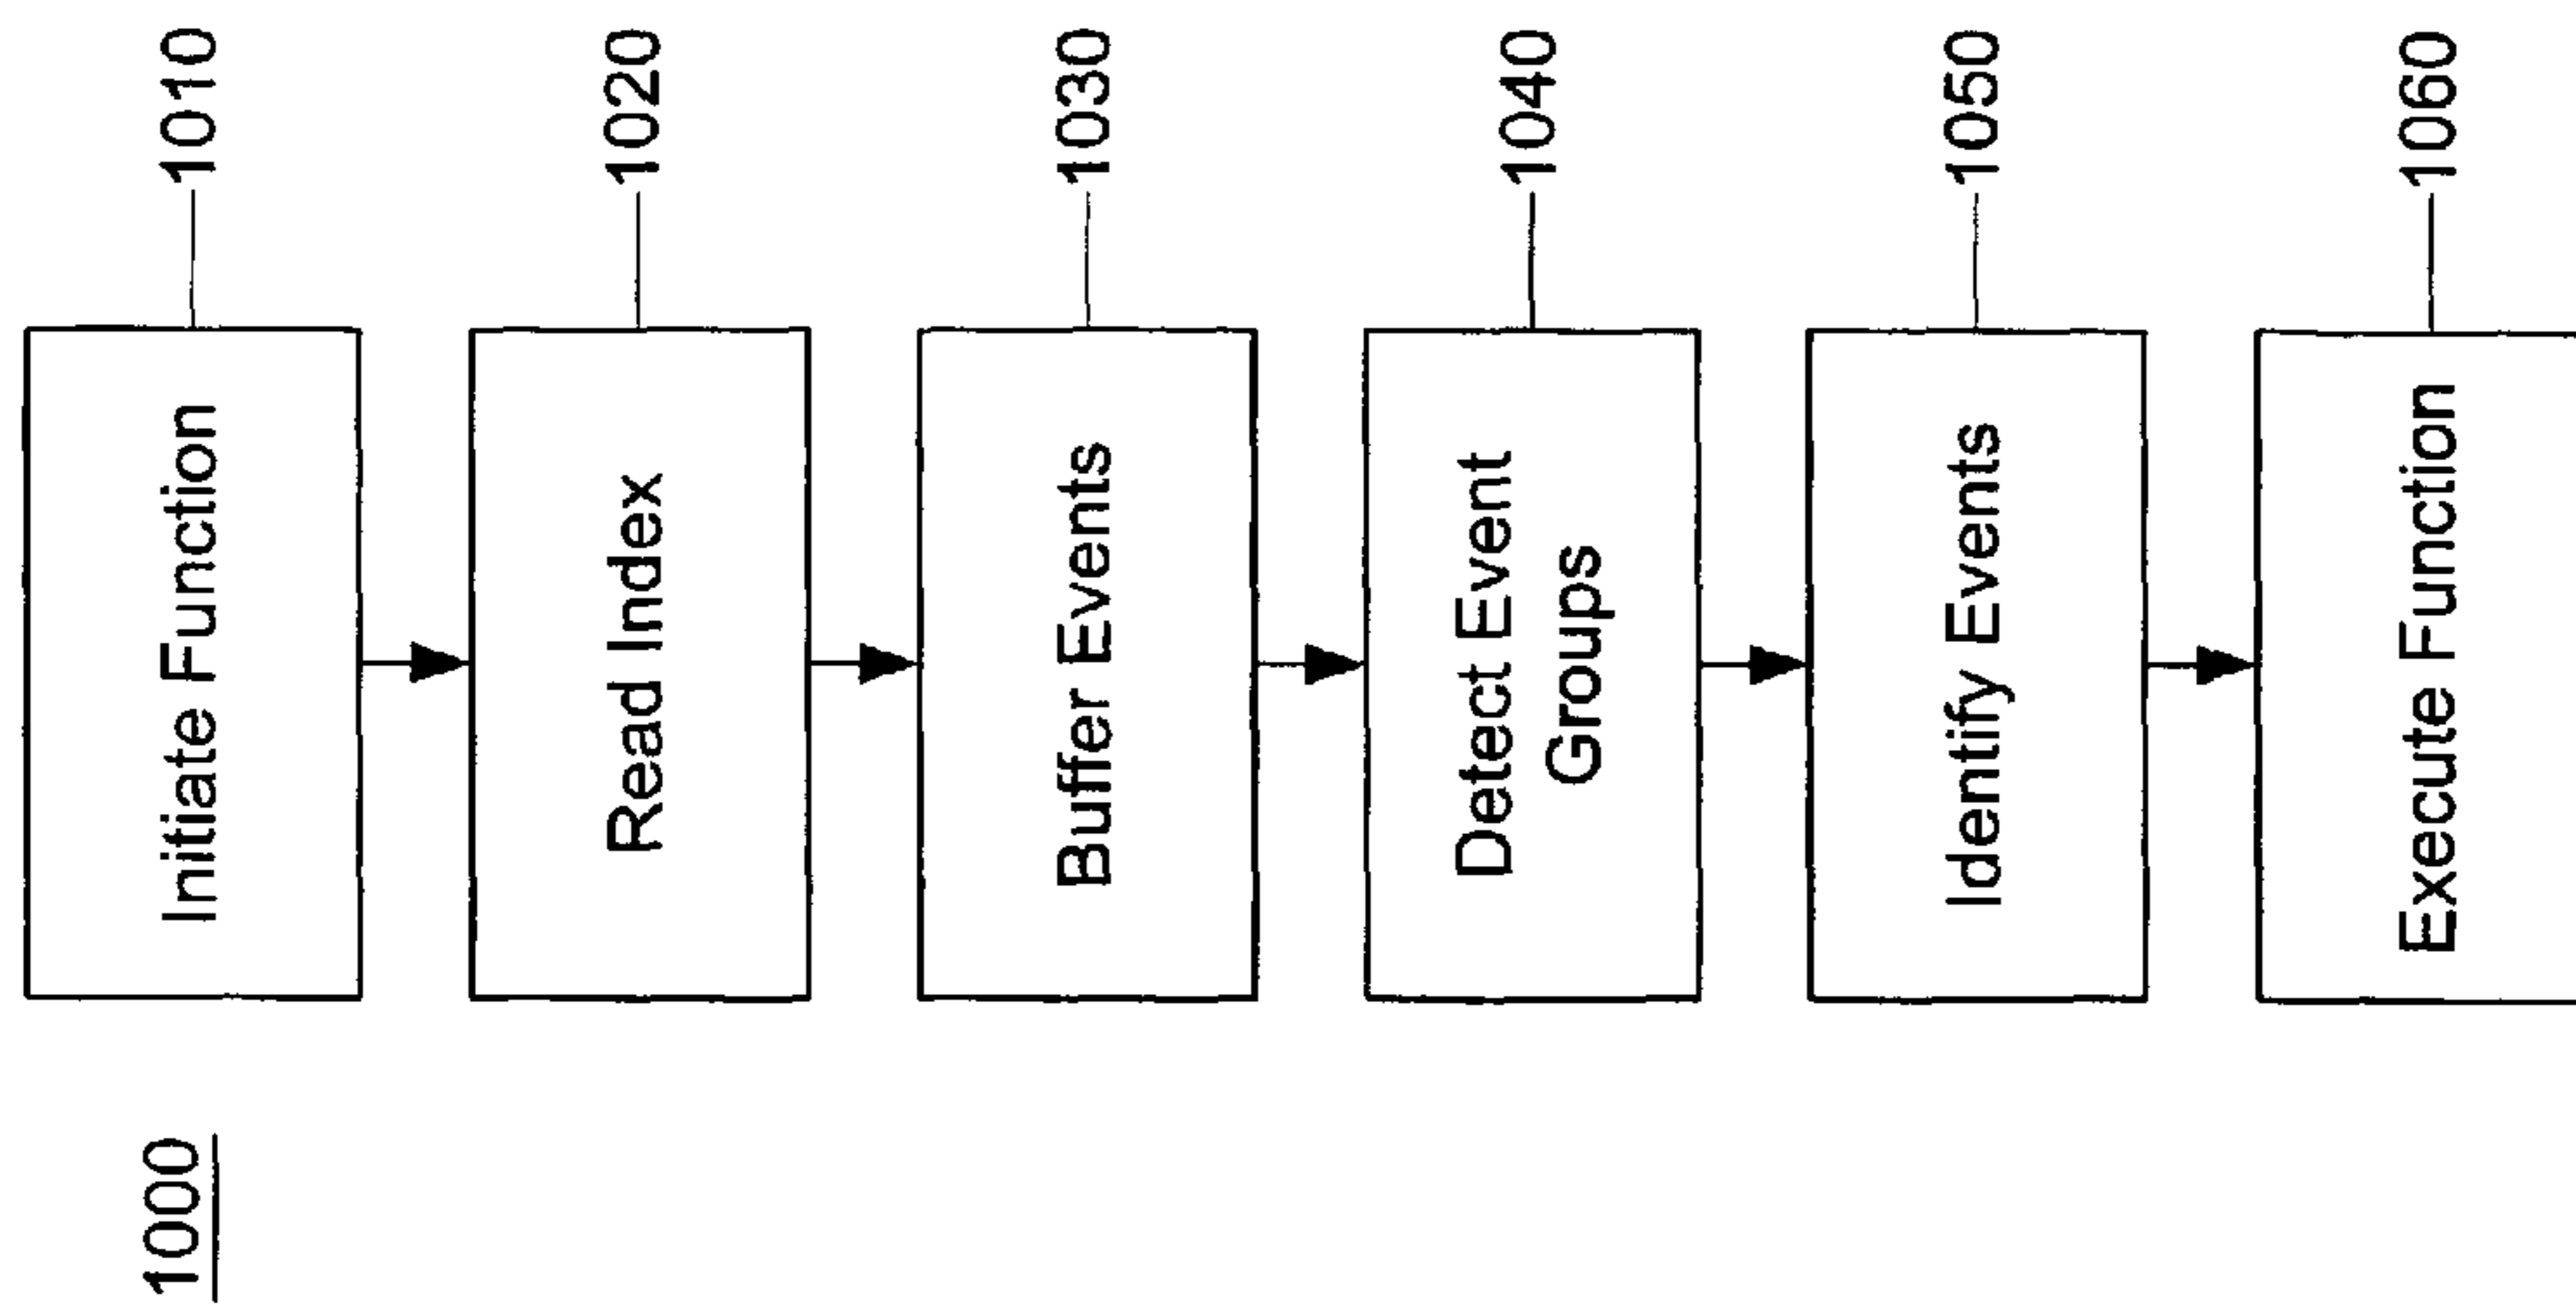 1000
Initiate Function
1010
Read Index
1020
Buffer Events
1030
Detect Event
Groups
1040
Identify Events
1050
Execute Function
1060